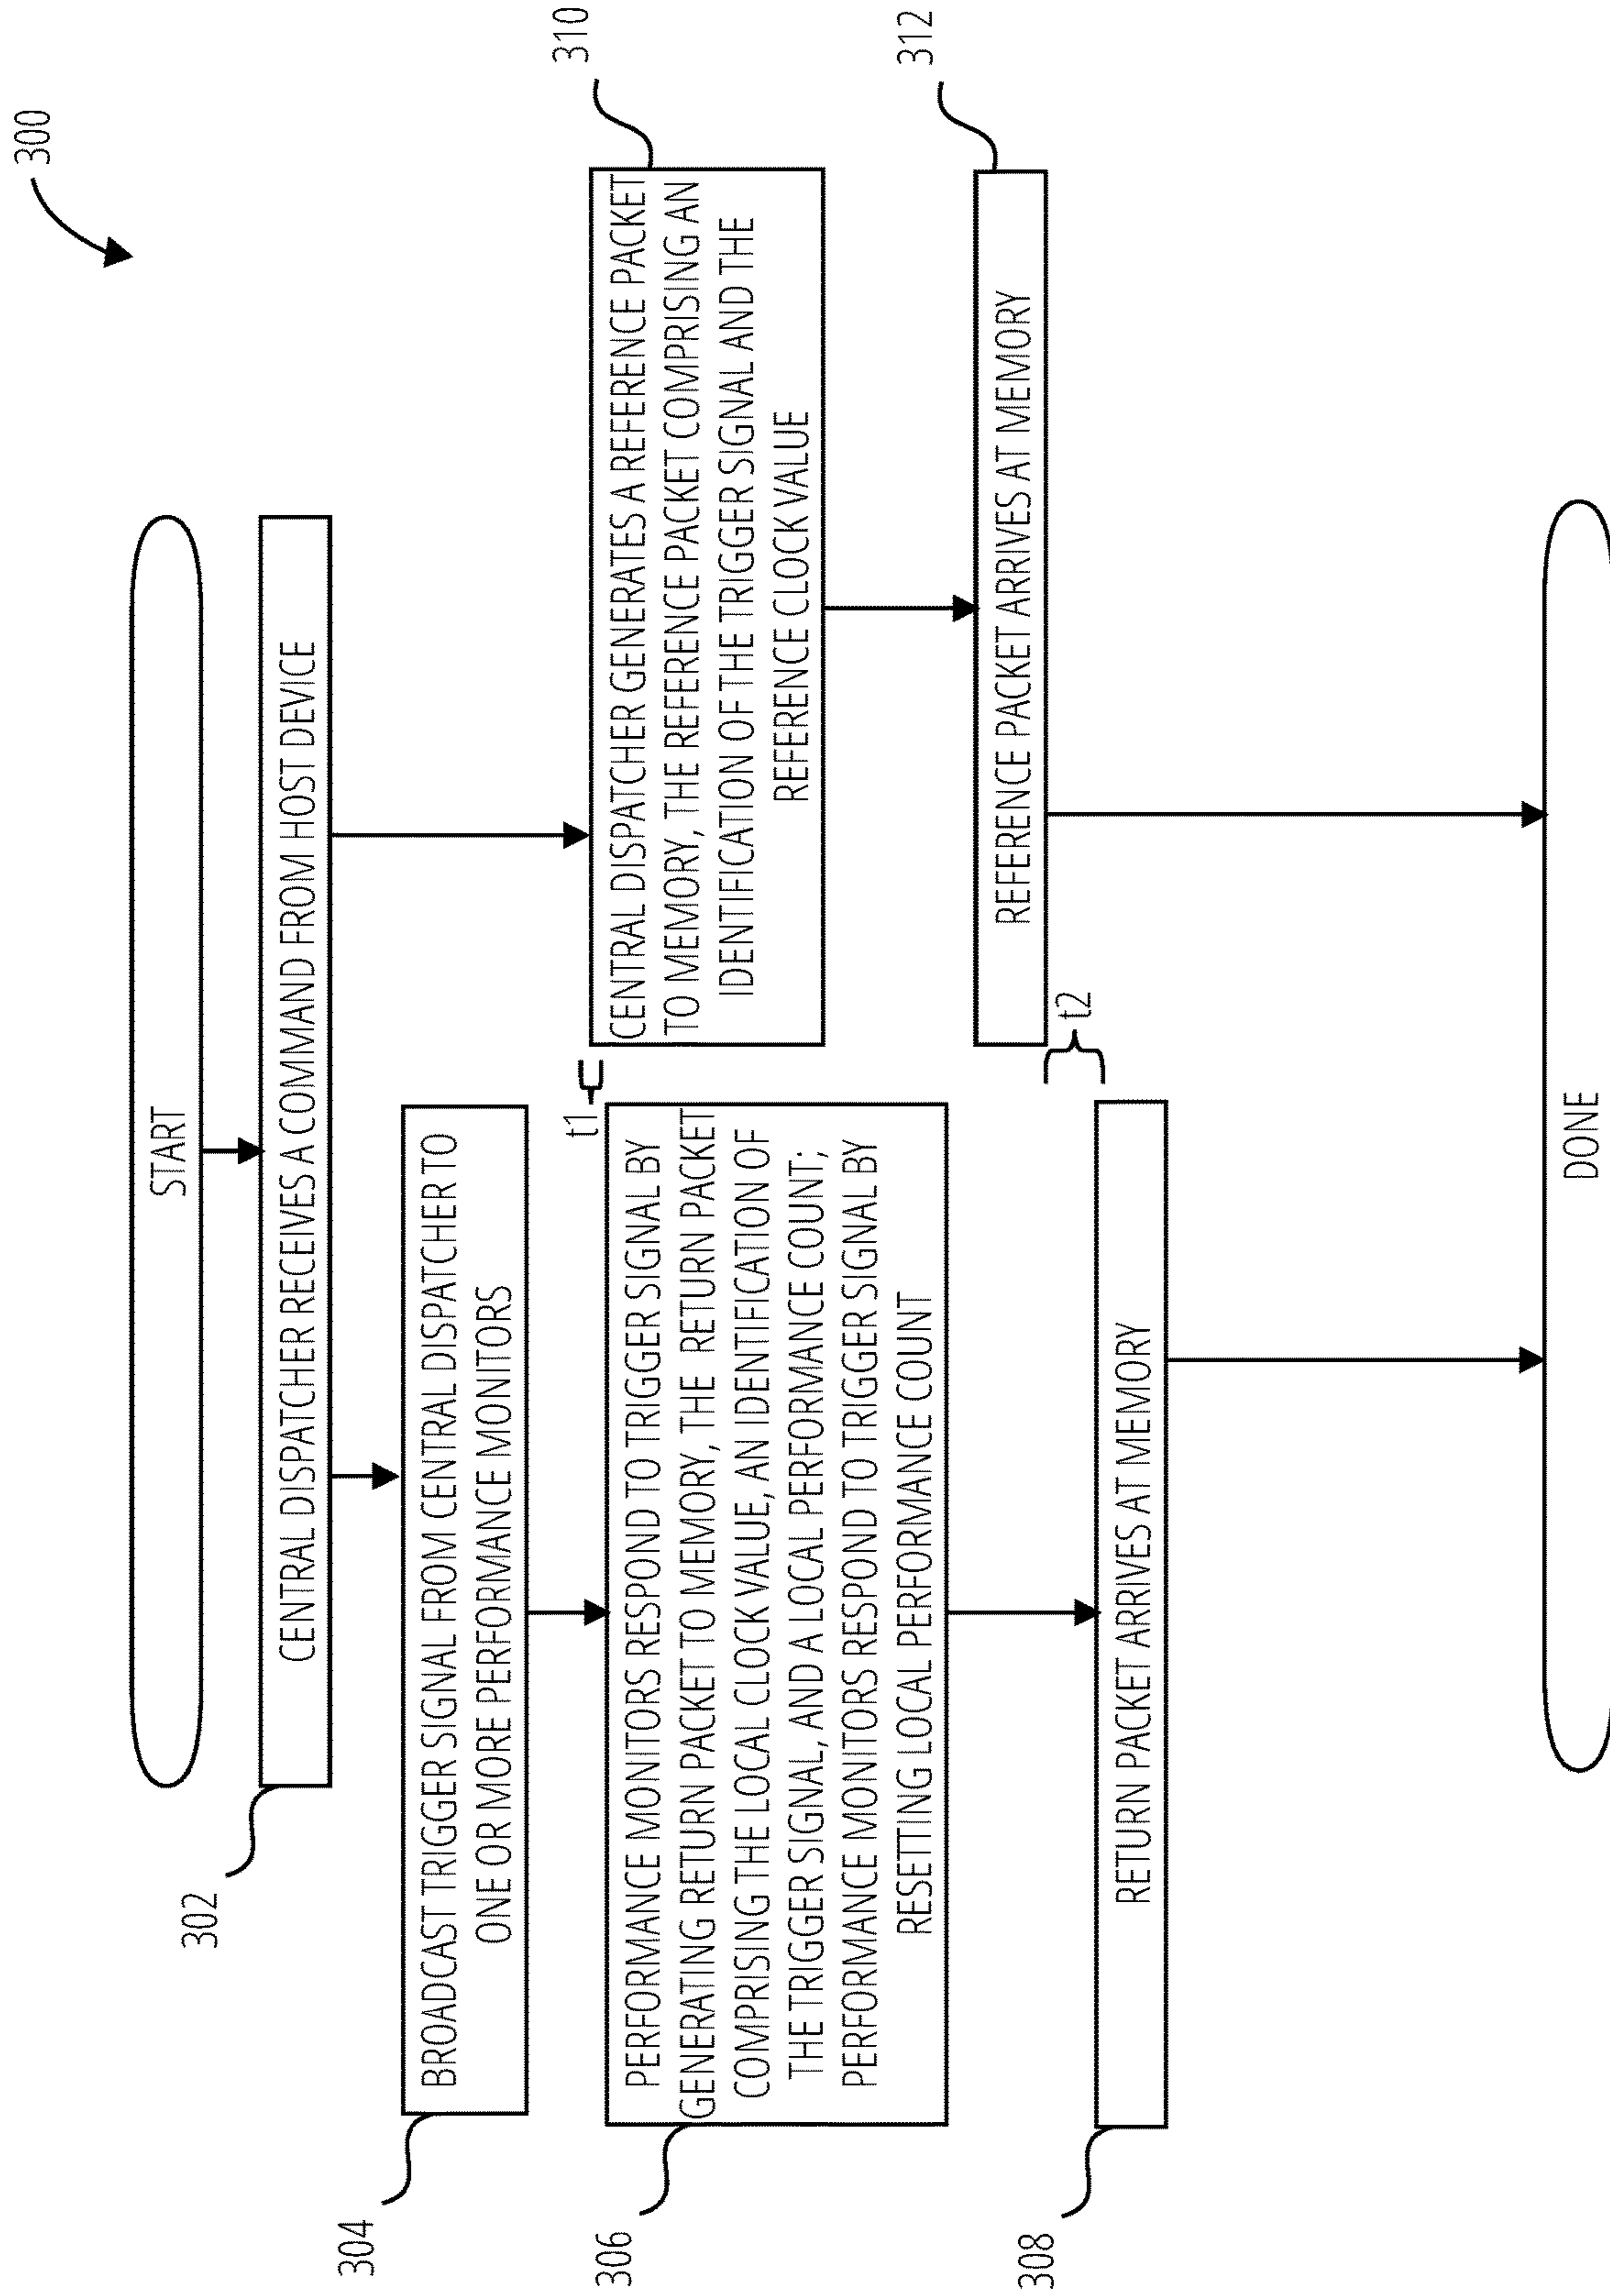 300
START
302
CENTRAL DISPATCHER RECEIVES A COMMAND FROM HOST DEVICE
304
BROADCAST TRIGGER SIGNAL FROM CENTRAL DISPATCHER TO
ONE OR MORE PERFORMANCE MONITORS
t1
306
PERFORMANCE MONITORS RESPOND TO TRIGGER SIGNAL BY
GENERATING RETURN PACKET TO MEMORY, THE RETURN PACKET
COMPRISING THE LOCAL CLOCK VALUE, AN IDENTIFICATION OF
THE TRIGGER SIGNAL, AND A LOCAL PERFORMANCE COUNT;
PERFORMANCE MONITORS RESPOND TO TRIGGER SIGNAL BY
RESETTING LOCAL PERFORMANCE COUNT
310
CENTRAL DISPATCHER GENERATES A REFERENCE PACKET
TO MEMORY, THE REFERENCE PACKET COMPRISING AN
IDENTIFICATION OF THE TRIGGER SIGNAL AND THE
REFERENCE CLOCK VALUE
312
REFERENCE PACKET ARRIVES AT MEMORY
t2
308
RETURN PACKET ARRIVES AT MEMORY
DONE